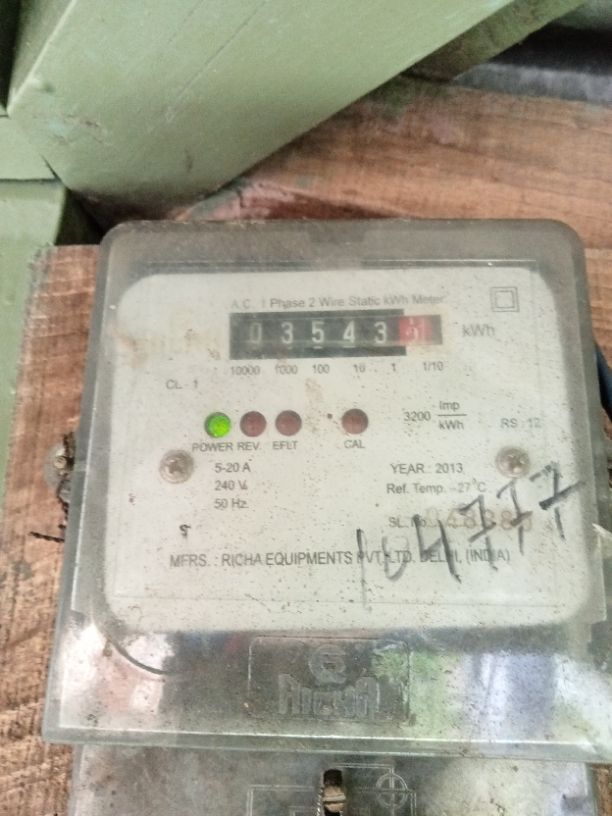 A.C. 1 Phase 2 Wire Static kWh Meter
0 3 5 4 3 kWh
10000 1000 100 10 1 1/10
CL - 1
3200 Imp/kWh RS : 12
POWER REV. EFLT CAL
5-20 A YEAR : 2013
240 V Ref. Temp. -27°C
50 Hz. SL. No.
104777
MFRS. : RICHA EQUIPMENTS PVT. LTD. DELHI, (INDIA)
RICHA